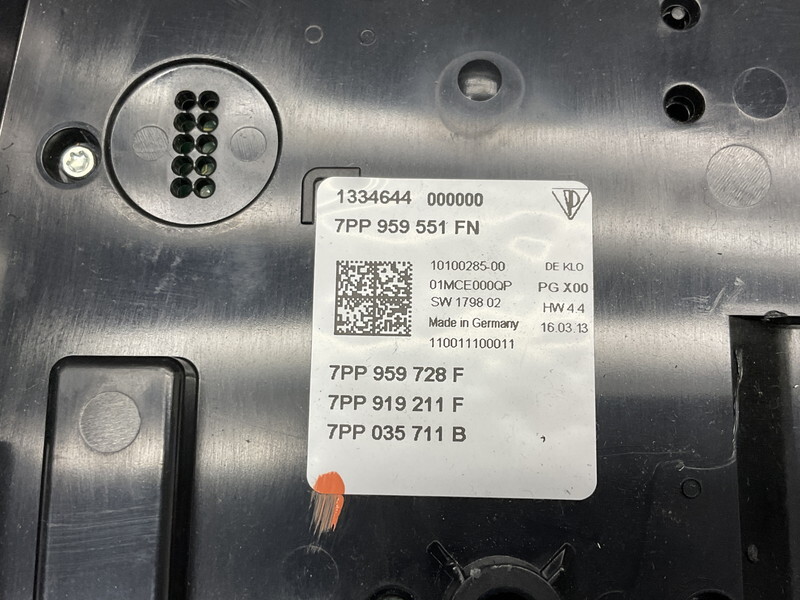 1334644 000000
7PP 959 551 FN
10100285-00 DE KLO
01MCE000QP PG X00
SW 1798 02 HW 4.4
Made in Germany 16.03.13
110011100011
7PP 959 728 F
7PP 919 211 F
7PP 035 711 B